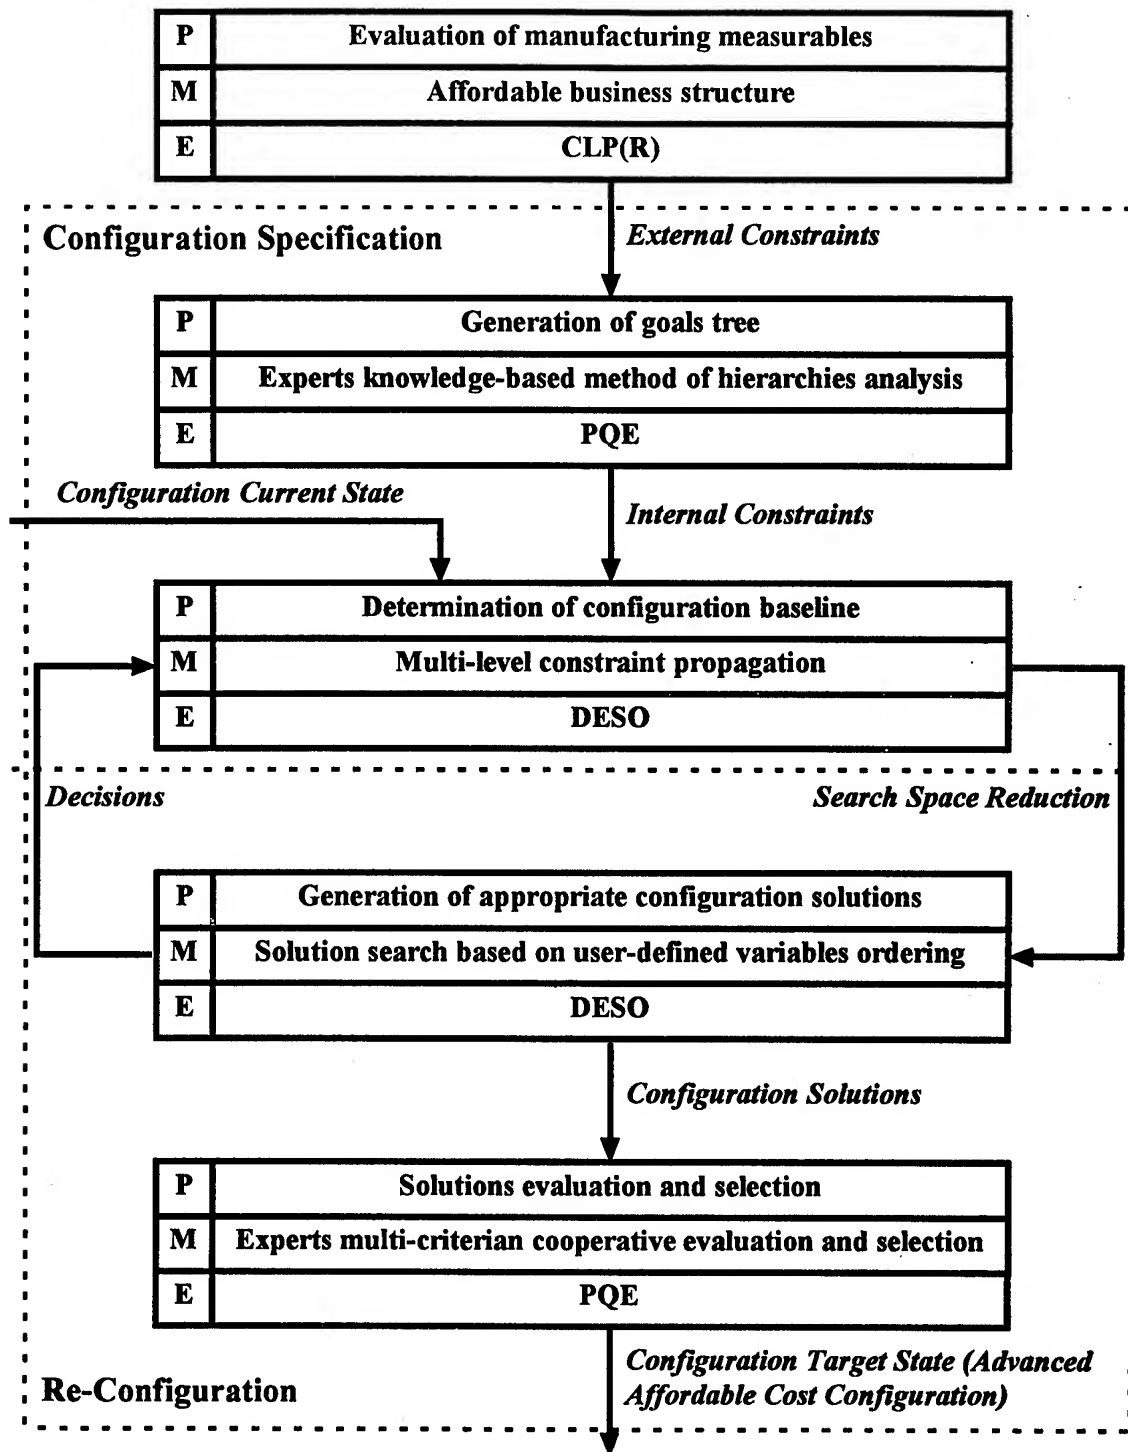 P Evaluation of manufacturing measurables
M Affordable business structure
E CLP(R)
Configuration Specification
External Constraints
P Generation of goals tree
M Experts knowledge-based method of hierarchies analysis
E PQE
Configuration Current State
Internal Constraints
P Determination of configuration baseline
M Multi-level constraint propagation
E DESO
Decisions
Search Space Reduction
P Generation of appropriate configuration solutions
M Solution search based on user-defined variables ordering
E DESO
Configuration Solutions
P Solutions evaluation and selection
M Experts multi-criterian cooperative evaluation and selection
E PQE
Configuration Target State (Advanced
Affordable Cost Configuration)
Re-Configuration